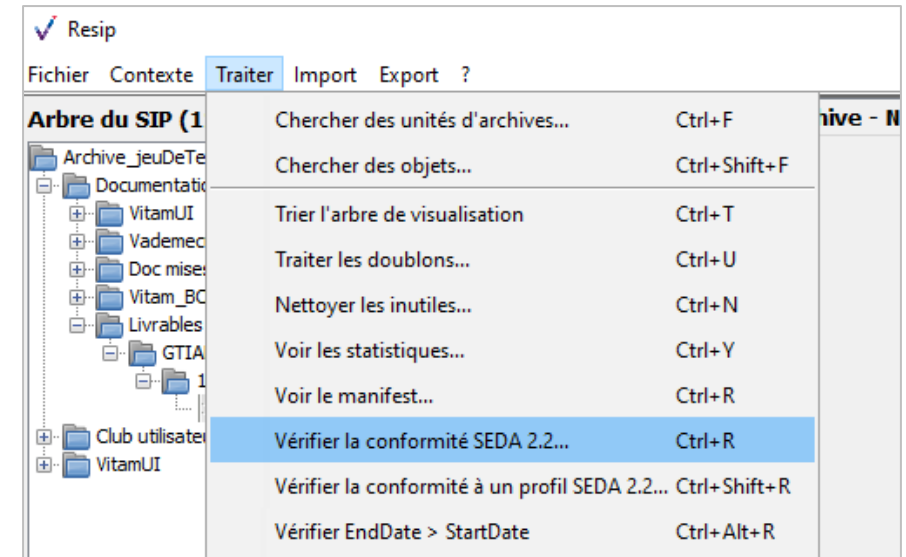 Resip
Fichier Contexte Traiter Import Export ?
Arbre du SIP (1
hive - N
Archive_jeuDeTe
Documentatio
VitamUI
Vademec
Doc mises
Vitam_BC
Livrables
GTIA
1
Club utilisate
VitamUI
Chercher des unités d'archives... Ctrl+F
Chercher des objets... Ctrl+Shift+F
Trier l'arbre de visualisation Ctrl+T
Traiter les doublons... Ctrl+U
Nettoyer les inutiles... Ctrl+N
Voir les statistiques... Ctrl+Y
Voir le manifest... Ctrl+R
Vérifier la conformité SEDA 2.2... Ctrl+R
Vérifier la conformité à un profil SEDA 2.2... Ctrl+Shift+R
Vérifier EndDate > StartDate Ctrl+Alt+R